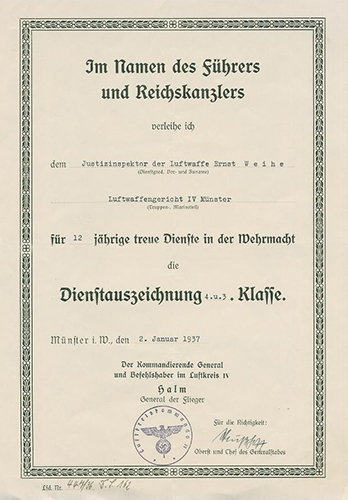 Im Namen des Führers
und Reichskanzlers
verleihe ich
dem Justizinspektor der Luftwaffe Ernst Weihe
(Dienstgrad, Vor- und Zuname)
Luftwaffengericht IV Münster
(Truppen-, Marineteil)
für 12 jährige treue Dienste in der Wehrmacht
die
Dienstauszeichnung 4.u.3. Klasse.
Münster i. W., den 2. Januar 1937
Der Kommandierende General
und Befehlshaber im Luftkreis IV
Halm
General der Flieger
Für die Richtigkeit:
Oberst und Chef des Generalstabes
Lfd. Nr.